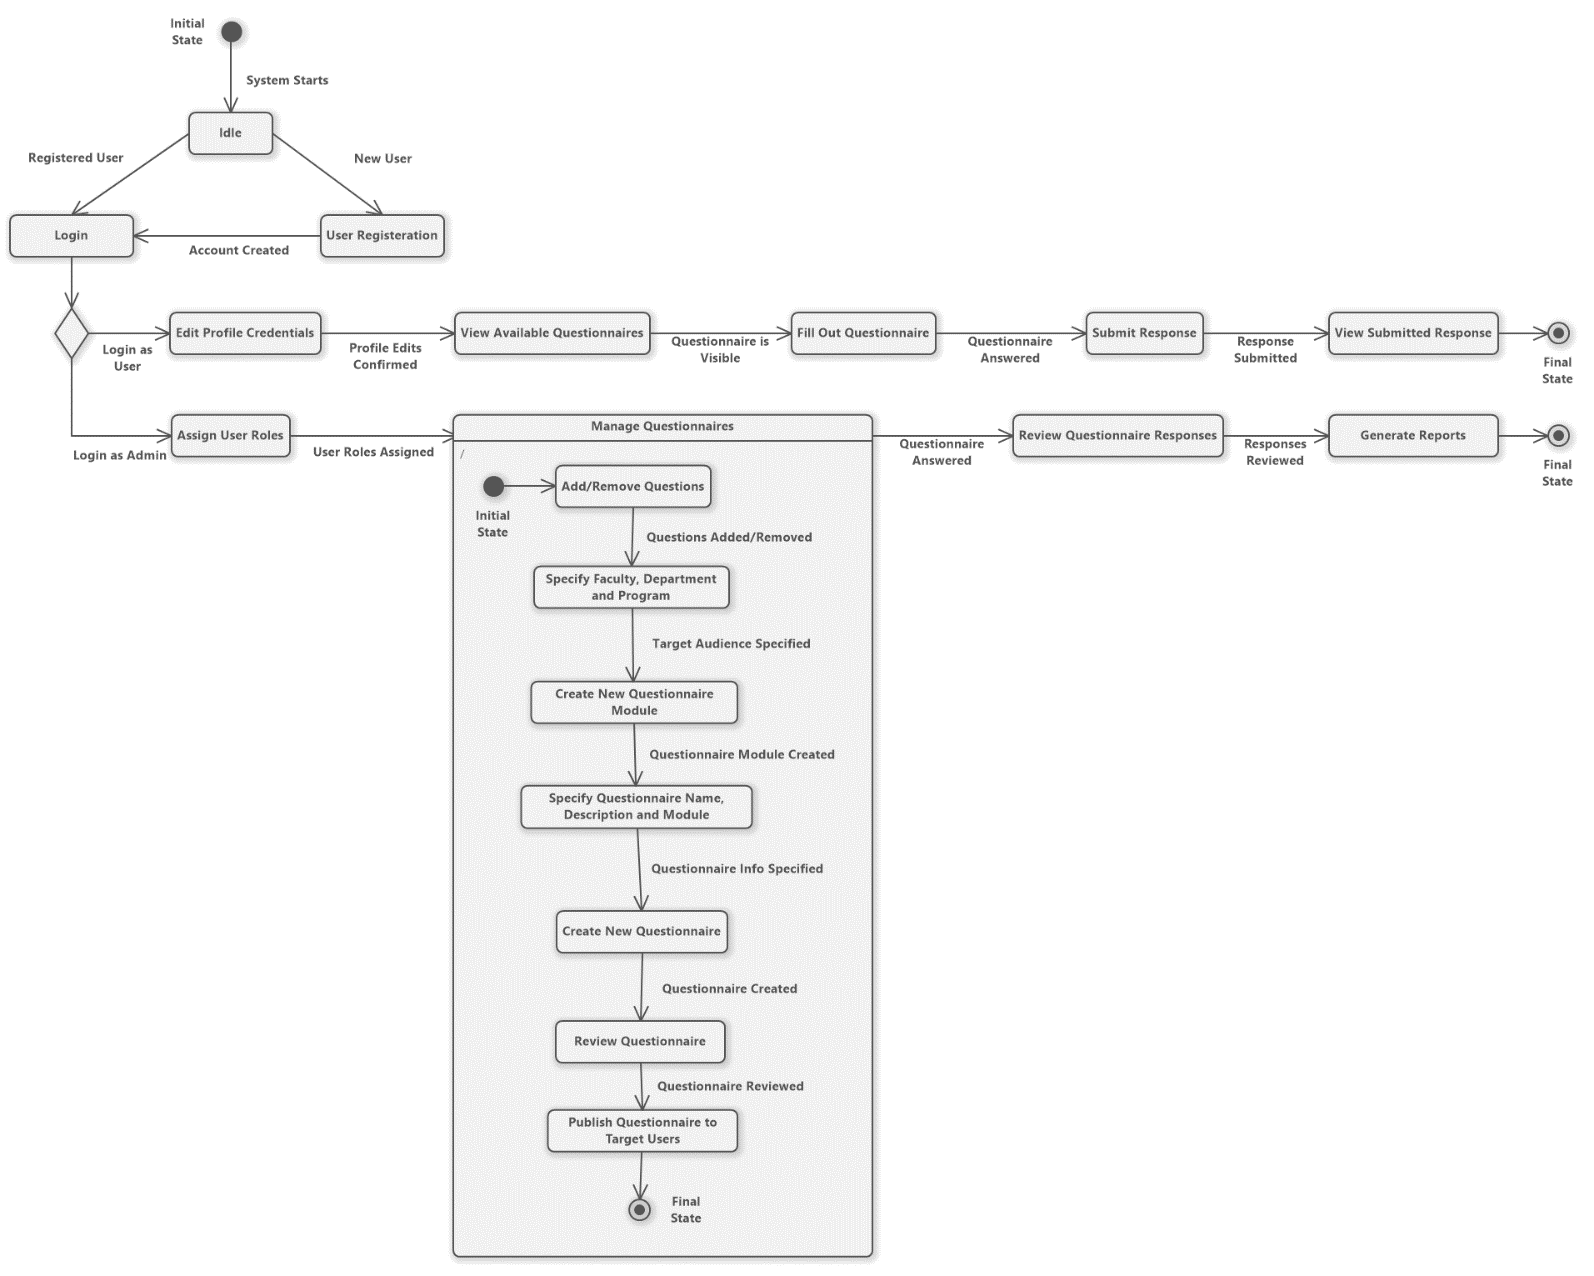 Initial
State
System Starts
Idle
Registered User
New User
Login
User Registeration
Account Created
Edit Profile Credentials
View Available Questionnaires
Fill Out Questionnaire
Submit Response
View Submitted Response
Login as
User
Profile Edits
Confirmed
Questionnaire is
Visible
Questionnaire
Answered
Response
Submitted
Final
State
Assign User Roles
Login as Admin
User Roles Assigned
Manage Questionnaires
/
Questionnaire
Answered
Review Questionnaire Responses
Responses
Reviewed
Generate Reports
Final
State
Initial
State
Add/Remove Questions
Questions Added/Removed
Specify Faculty, Department
and Program
Target Audience Specified
Create New Questionnaire
Module
Questionnaire Module Created
Specify Questionnaire Name,
Description and Module
Questionnaire Info Specified
Create New Questionnaire
Questionnaire Created
Review Questionnaire
Questionnaire Reviewed
Publish Questionnaire to
Target Users
Final
State